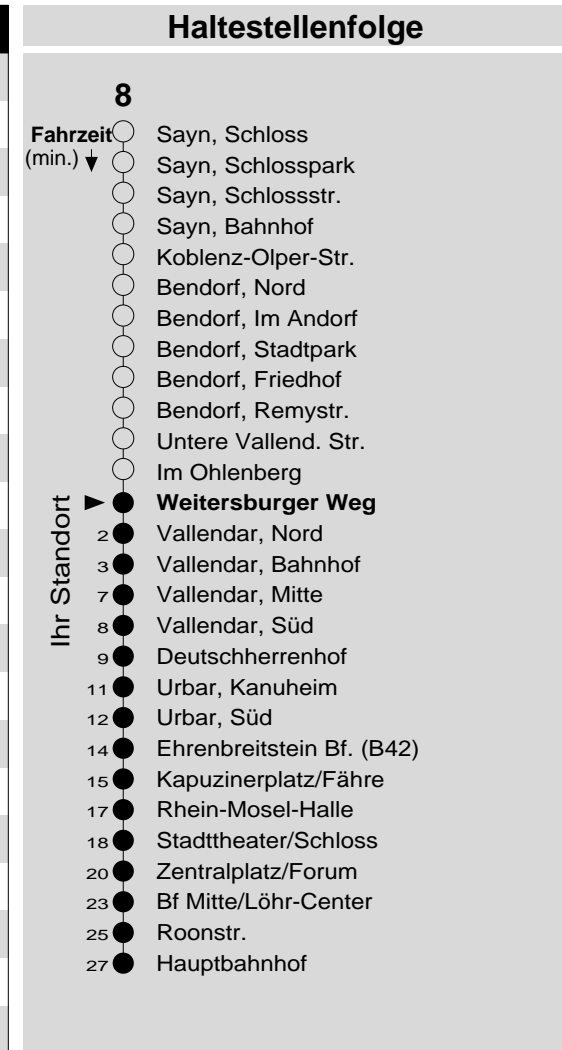 Haltestellenfolge
8
Fahrzeit
(min.)
Sayn, Schloss
Sayn, Schlosspark
Sayn, Schlossstr.
Sayn, Bahnhof
Koblenz-Olper-Str.
Bendorf, Nord
Bendorf, Im Andorf
Bendorf, Stadtpark
Bendorf, Friedhof
Bendorf, Remystr.
Untere Vallend. Str.
Im Ohlenberg
Ihr Standort
Weitersburger Weg
2 Vallendar, Nord
3 Vallendar, Bahnhof
7 Vallendar, Mitte
8 Vallendar, Süd
9 Deutschherrenhof
11 Urbar, Kanuheim
12 Urbar, Süd
14 Ehrenbreitstein Bf. (B42)
15 Kapuzinerplatz/Fähre
17 Rhein-Mosel-Halle
18 Stadttheater/Schloss
20 Zentralplatz/Forum
23 Bf Mitte/Löhr-Center
25 Roonstr.
27 Hauptbahnhof